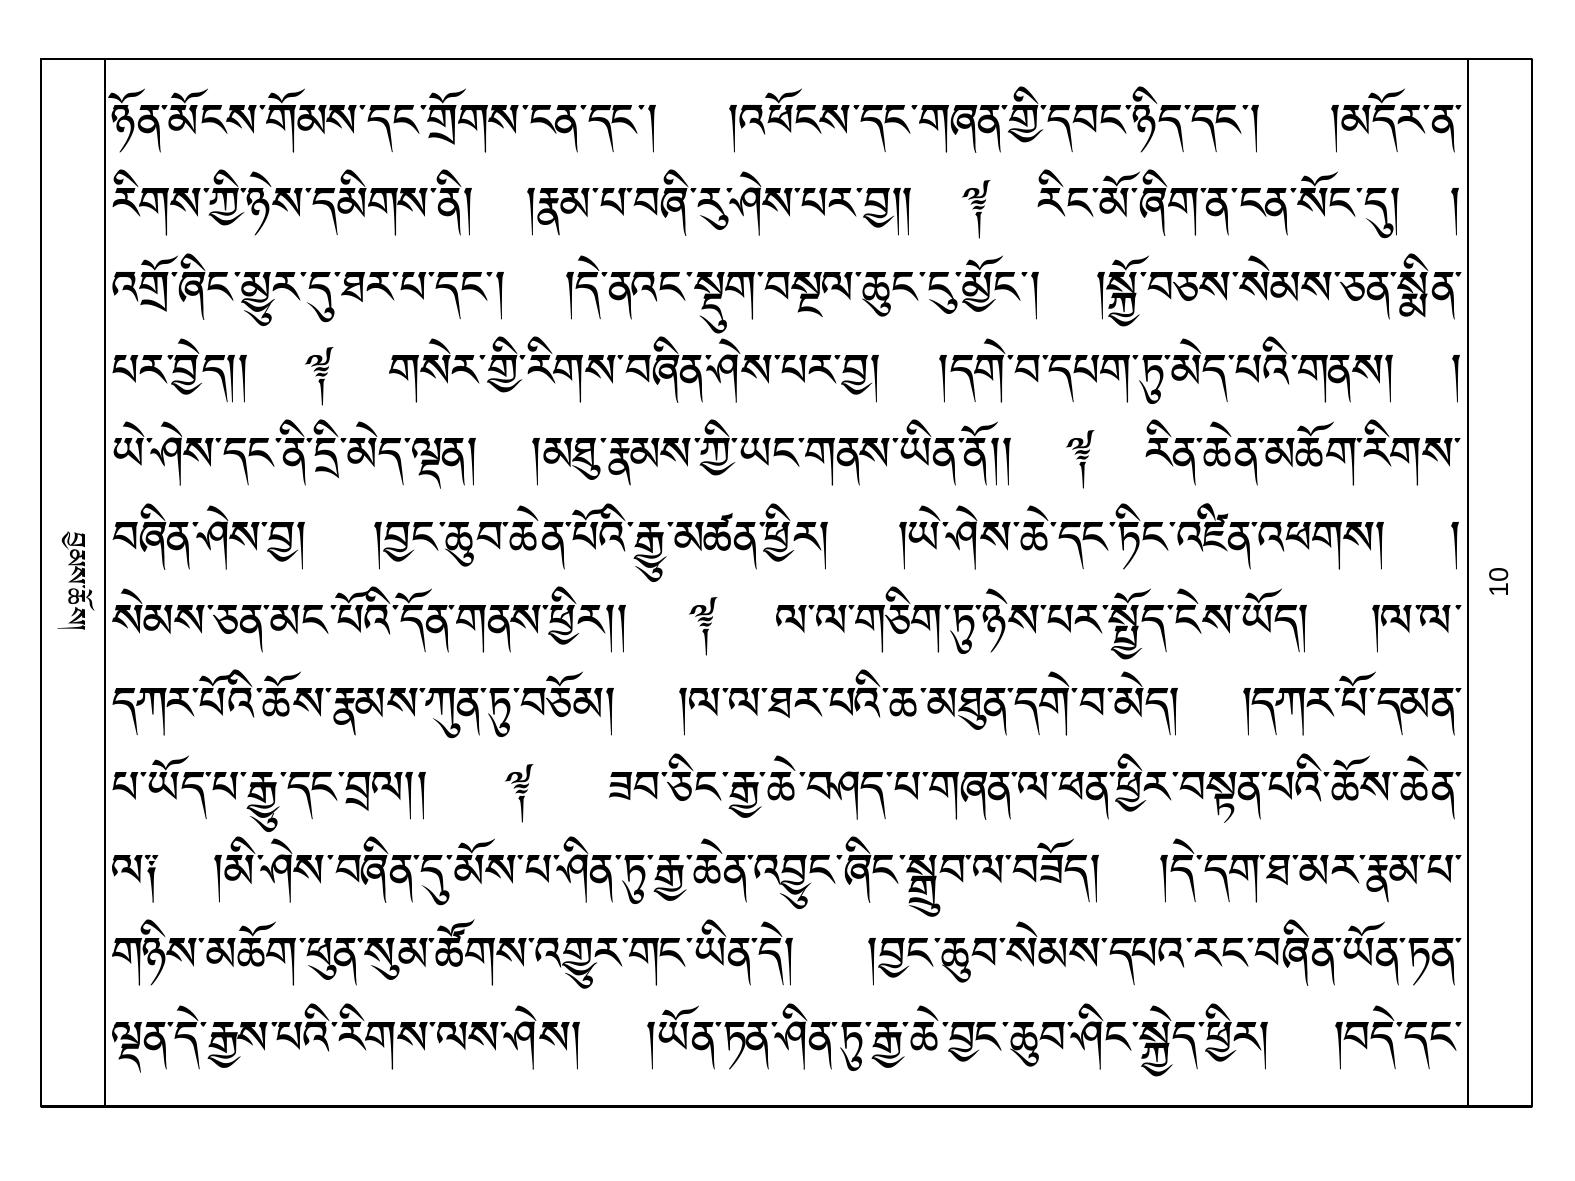 ཉོན་མོངས་གོམས་དང་གྲོགས་ངན་དང་། །འཕོངས་དང་གཞན་གྱི་དབང་ཉིད་དང་། །མདོར་ན་
རིགས་ཀྱི་ཉེས་དམིགས་ནི། །རྣམ་པ་བཞི་རུ་ཤེས་པར་བྱ།། ༈ རིང་མོ་ཞིག་ན་ངན་སོང་དུ། །
འགྲོ་ཞིང་མྱུར་དུ་ཐར་པ་དང་། །དེ་ནའང་སྡུག་བསྔལ་ཆུང་ངུ་མྱོང་། །སྐྱོ་བཅས་སེམས་ཅན་སྨིན་
པར་བྱེད།། ༈ གསེར་གྱི་རིགས་བཞིན་ཤེས་པར་བྱ། །དགེ་བ་དཔག་ཏུ་མེད་པའི་གནས། །
ཡེ་ཤེས་དང་ནི་དྲི་མེད་ལྡན། །མཐུ་རྣམས་ཀྱི་ཡང་གནས་ཡིན་ནོ།། ༈ རིན་ཆེན་མཆོག་རིགས་
བཞིན་ཤེས་བྱ། །བྱང་ཆུབ་ཆེན་པོའི་རྒྱུ་མཚན་ཕྱིར། །ཡེ་ཤེས་ཆེ་དང་ཏིང་འཛིན་འཕགས། །
སེམས་ཅན་མང་པོའི་དོན་གནས་ཕྱིར།། ༈ ལ་ལ་གཅིག་ཏུ་ཉེས་པར་སྤྱོད་ངེས་ཡོད། །ལ་ལ་
དཀར་པོའི་ཆོས་རྣམས་ཀུན་ཏུ་བཅོམ། །ལ་ལ་ཐར་པའི་ཆ་མཐུན་དགེ་བ་མེད། །དཀར་པོ་དམན་
པ་ཡོད་པ་རྒྱུ་དང་བྲལ།། ༈ ཟབ་ཅིང་རྒྱ་ཆེ་བཤད་པ་གཞན་ལ་ཕན་ཕྱིར་བསྟན་པའི་ཆོས་ཆེན་
ལ༑ །མི་ཤེས་བཞིན་དུ་མོས་པ་ཤིན་ཏུ་རྒྱ་ཆེན་འབྱུང་ཞིང་སྒྲུབ་ལ་བཟོད། །དེ་དག་ཐ་མར་རྣམ་པ་
གཉིས་མཆོག་ཕུན་སུམ་ཚོགས་འགྱུར་གང་ཡིན་དེ། །བྱང་ཆུབ་སེམས་དཔའ་རང་བཞིན་ཡོན་ཏན་
ལྡན་དེ་རྒྱས་པའི་རིགས་ལས་ཤེས། །ཡོན་ཏན་ཤིན་ཏུ་རྒྱ་ཆེ་བྱང་ཆུབ་ཤིང་སྐྱེད་ཕྱིར། །བདེ་དང་
བྱམས་ཆོས།
10